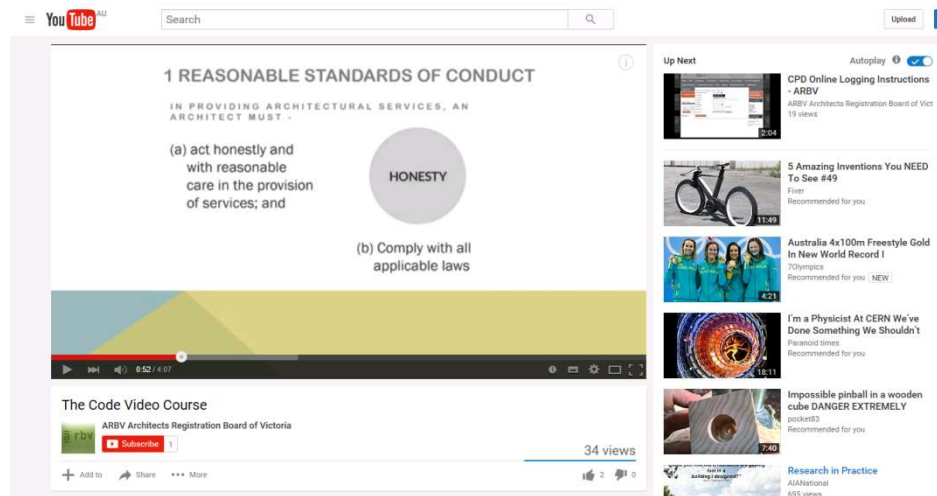 YouTube AU
Search
Upload
1 REASONABLE STANDARDS OF CONDUCT
IN PROVIDING ARCHITECTURAL SERVICES, AN
ARCHITECT MUST -
(a) act honestly and
with reasonable
care in the provision
of services; and
HONESTY
(b) Comply with all
applicable laws
0:52 / 4:07
The Code Video Course
arbv
ARBV Architects Registration Board of Victoria
Subscribe 1
34 views
Add to
Share
More
2
0
Up Next
Autoplay
CPD Online Logging Instructions
- ARBV
ARBV Architects Registration Board of Vict
19 views
2:04
5 Amazing Inventions You NEED
To See #49
Fiver
Recommended for you
11:49
Australia 4x100m Freestyle Gold
In New World Record I
7Olympics
Recommended for you NEW
4:21
I'm a Physicist At CERN We've
Done Something We Shouldn't
Paranoid times
Recommended for you
18:11
Impossible pinball in a wooden
cube DANGER EXTREMELY
pocket83
Recommended for you
7:40
Research in Practice
AIANational
695 views
building I designed?"